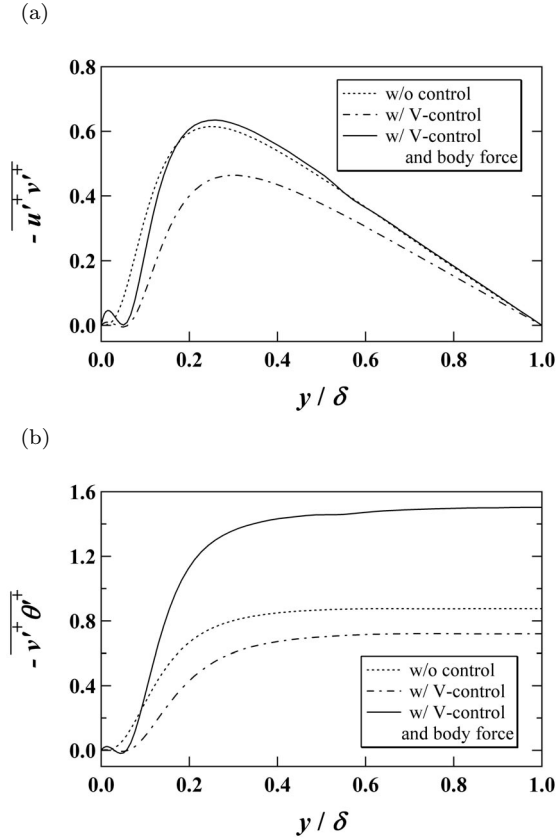 (a)
0.8
0.6
0.4
0.2
0.0
- u'⁺ v'⁺
w/o control
w/ V-control
w/ V-control
and body force
0.0 0.2 0.4 0.6 0.8 1.0
y / δ
(b)
1.6
1.2
0.8
0.4
0.0
- v'⁺ θ'⁺
w/o control
w/ V-control
w/ V-control
and body force
0.0 0.2 0.4 0.6 0.8 1.0
y / δ